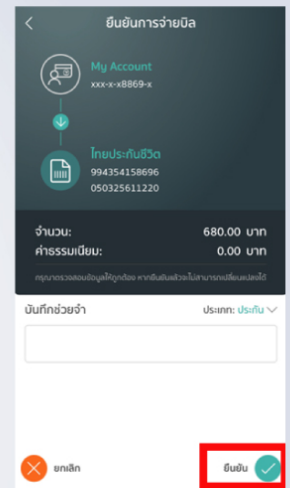 ยืนยันการจ่ายบิล
My Account
xxx-x-x8869-x
ไทยประกันชีวิต
994354158696
050325611220
จำนวน: 680.00 บาท
ค่าธรรมเนียม: 0.00 บาท
กรุณาตรวจสอบข้อมูลให้ถูกต้อง หากยืนยันแล้วจะไม่สามารถเปลี่ยนแปลงได้
บันทึกช่วยจำ ประเภท: ประกัน
ยกเลิก ยืนยัน